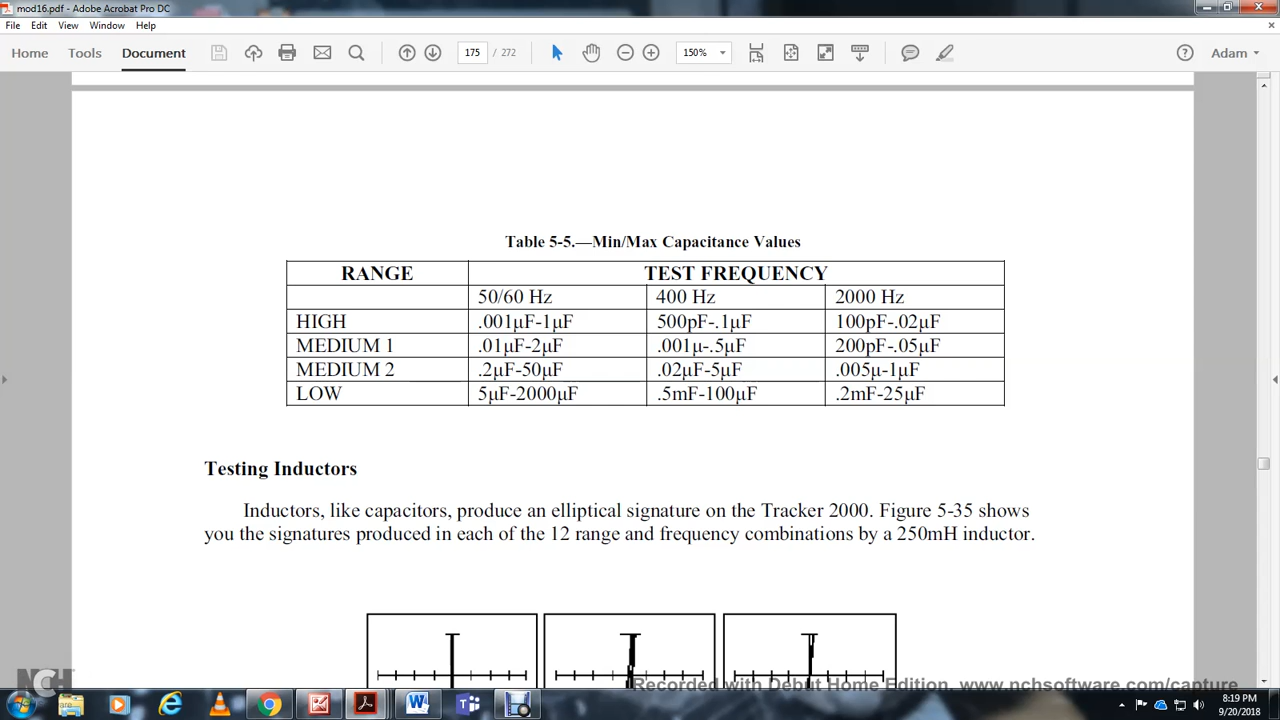 mod16.pdf - Adobe Acrobat Pro DC
File Edit View Window Help
Home Tools Document 175 / 272 150% Adam
Table 5-5.—Min/Max Capacitance Values
RANGE TEST FREQUENCY
50/60 Hz 400 Hz 2000 Hz
HIGH .001µF-1µF 500pF-.1µF 100pF-.02µF
MEDIUM 1 .01µF-2µF .001µ-.5µF 200pF-.05µF
MEDIUM 2 .2µF-50µF .02µF-5µF .005µ-1µF
LOW 5µF-2000µF .5mF-100µF .2mF-25µF
Testing Inductors
Inductors, like capacitors, produce an elliptical signature on the Tracker 2000. Figure 5-35 shows
you the signatures produced in each of the 12 range and frequency combinations by a 250mH inductor.
NCH
Recorded with Debut Home Edition. www.nchsoftware.com/capture
8:19 PM
9/20/2018